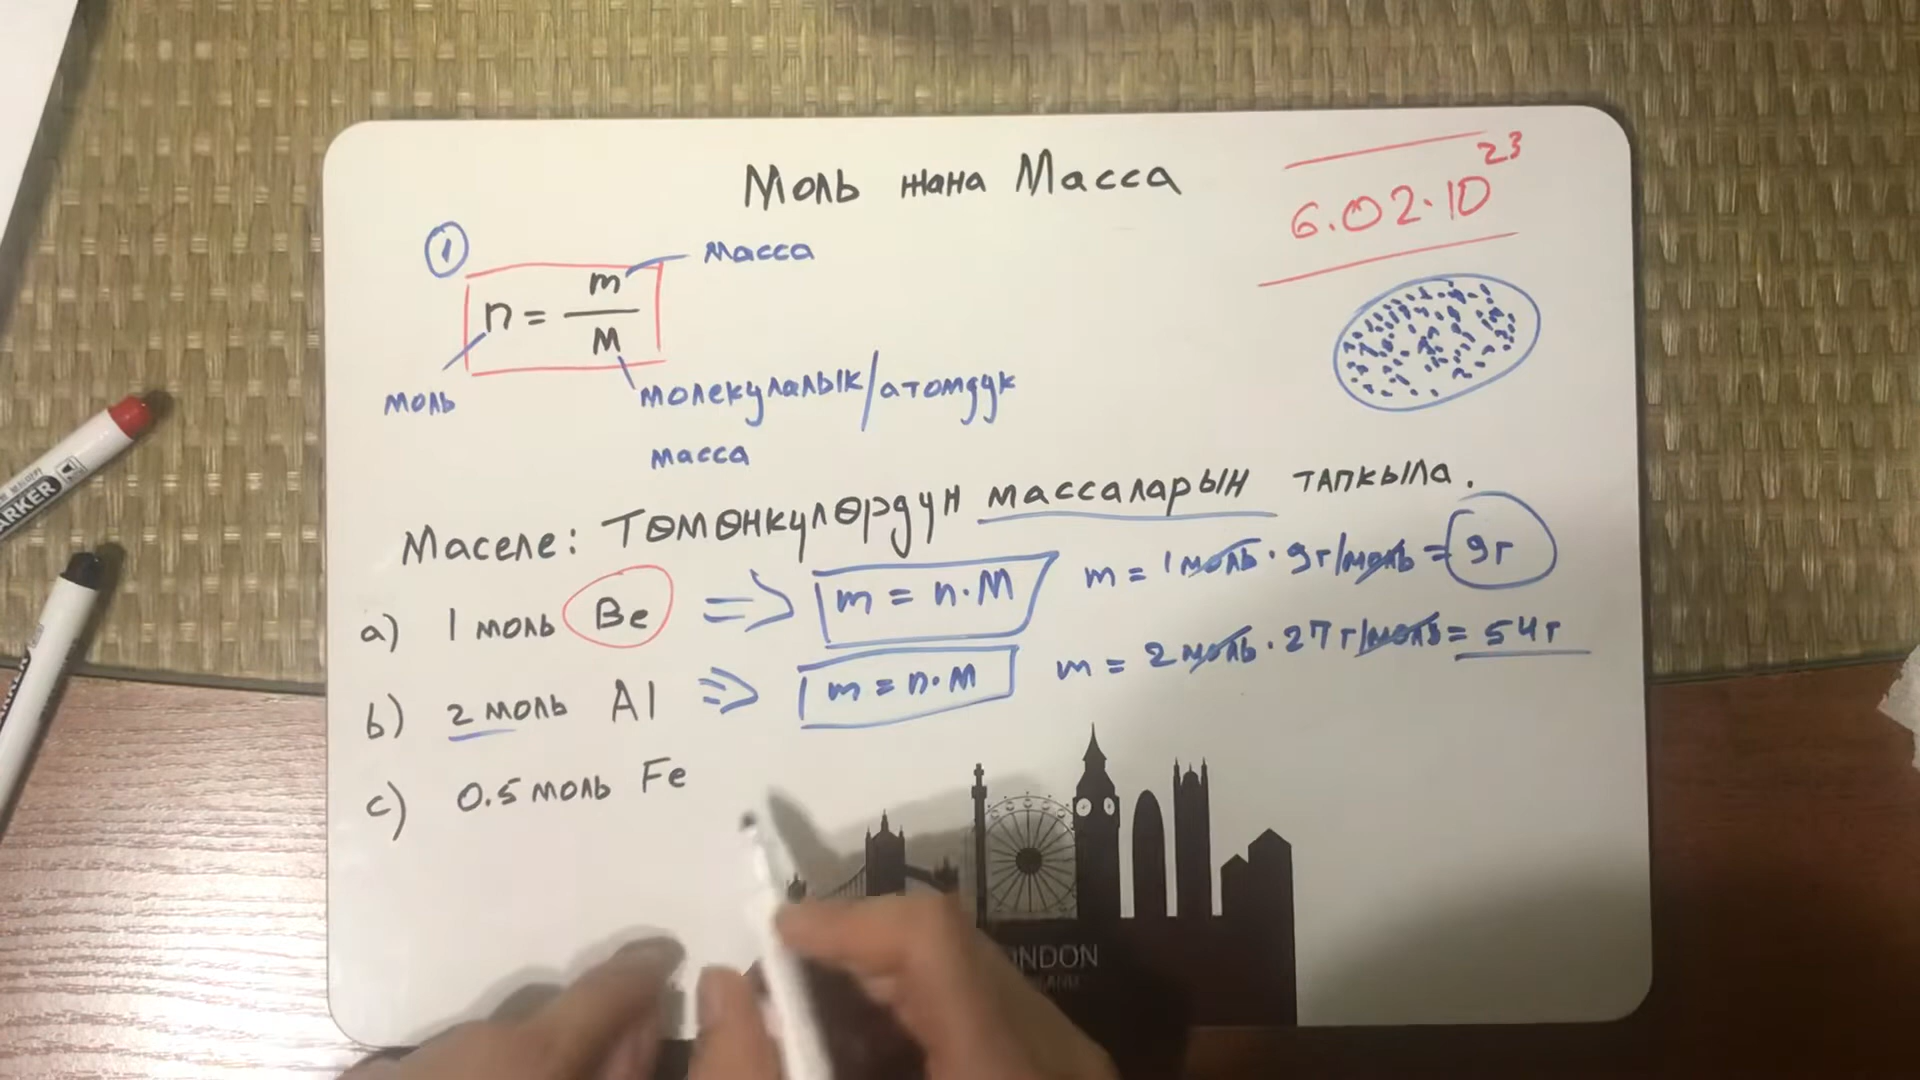 Моль жана Масса
6.02·10²³
①
n = m/M
масса
моль
молекулалык/атомдук
масса
Маселе: Төмөнкүлөрдүн массаларын тапкыла.
a) 1 моль Be => m = n·M m = 1 моль · 9г/моль = 9г
b) 2 моль Al => m = n·M m = 2 моль · 27 г/моль = 54г
c) 0.5 моль Fe
MARKER